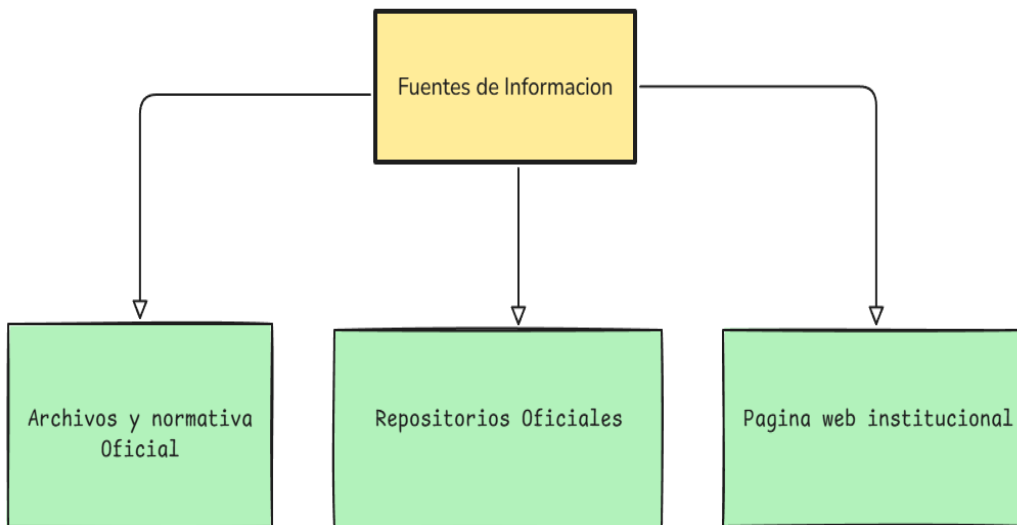 Fuentes de Informacion
Archivos y normativa
Oficial
Repositorios Oficiales
Pagina web institucional